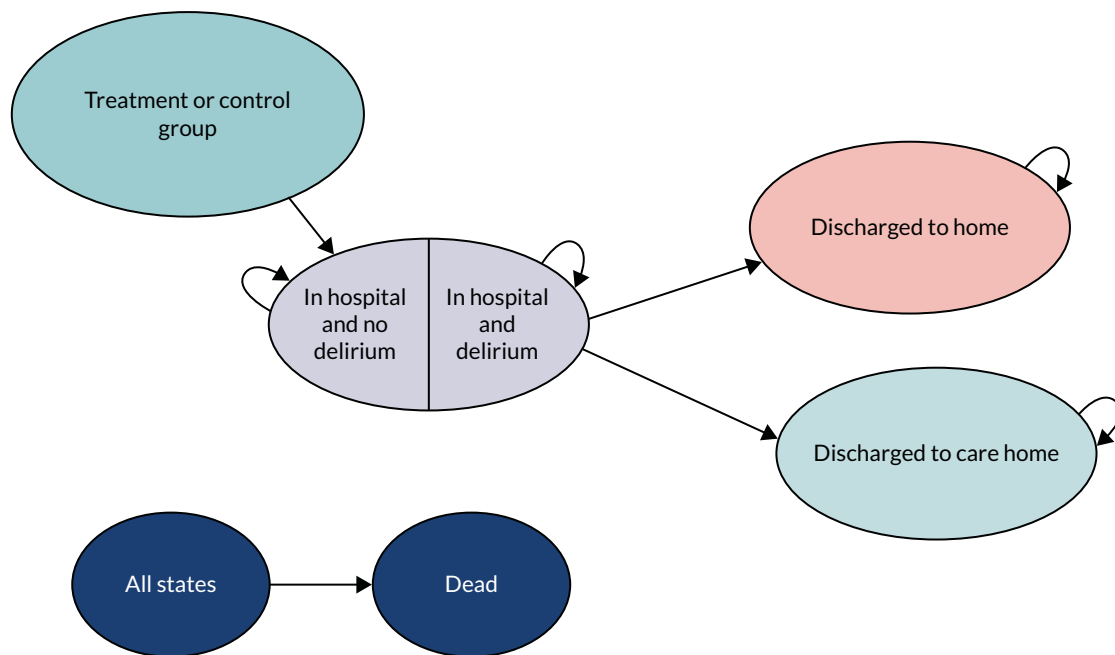 Treatment or control
group
In hospital
and no
delirium
In hospital
and
delirium
Discharged to home
Discharged to care home
All states
Dead